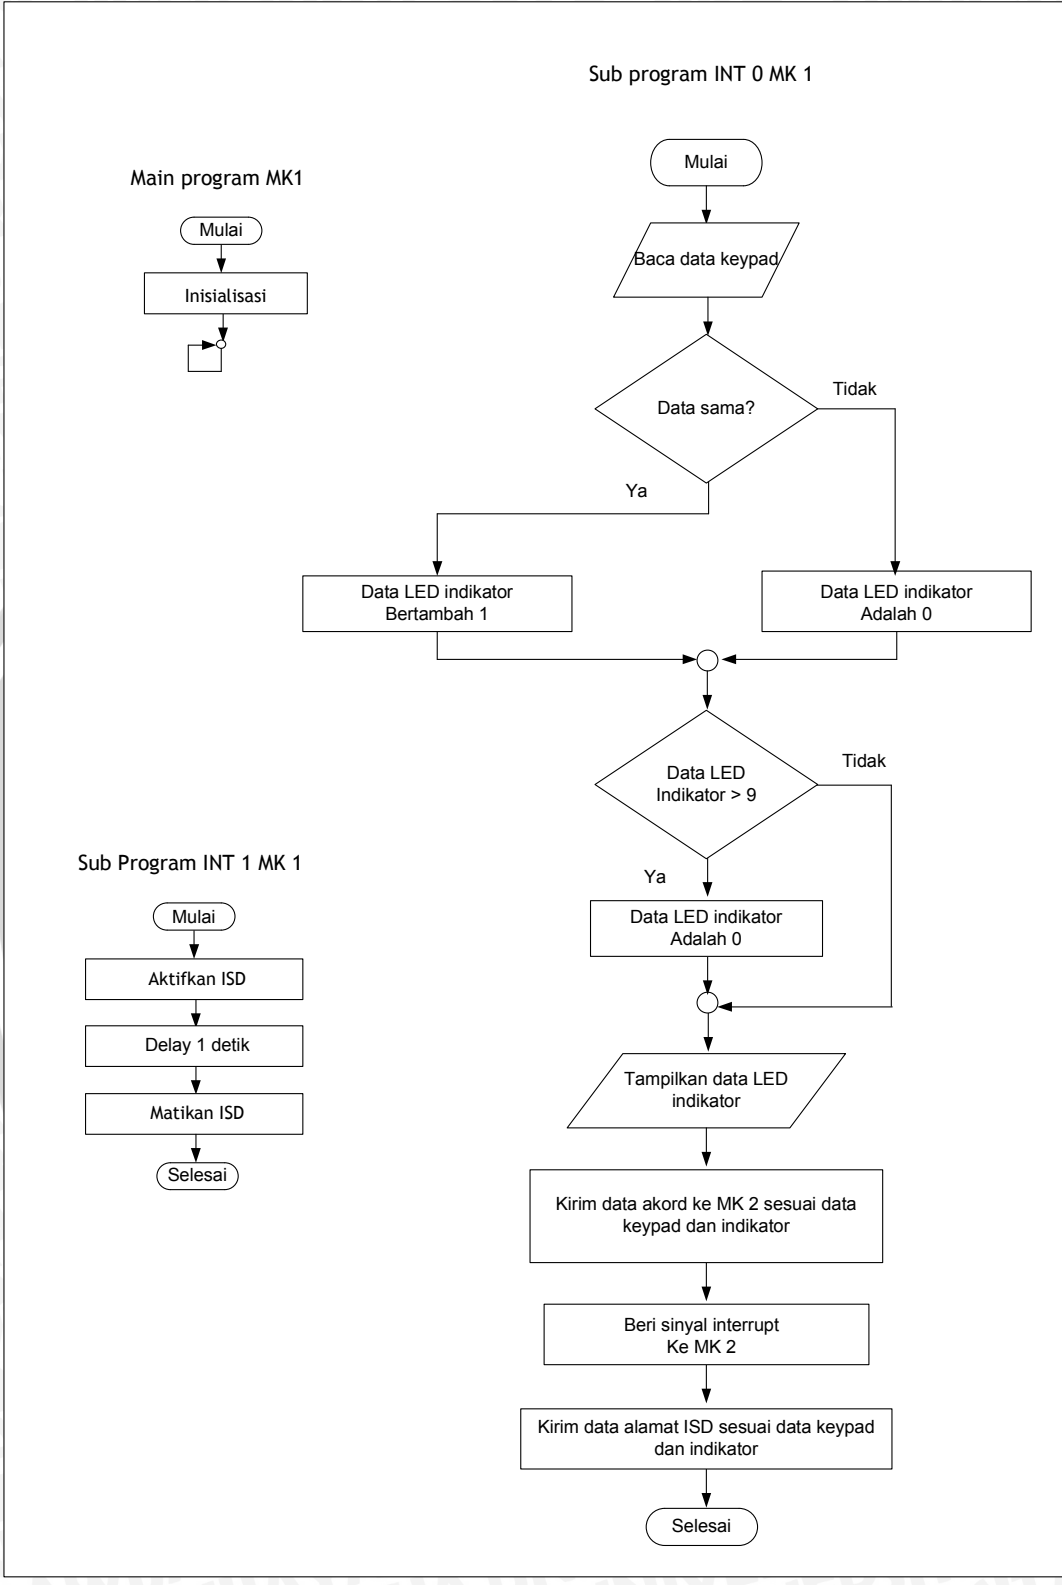 Sub program INT 0 MK 1
Mulai
Baca data keypad
Data sama?
Tidak
Ya
Data LED indikator
Bertambah 1
Data LED indikator
Adalah 0
Data LED
Indikator > 9
Tidak
Ya
Data LED indikator
Adalah 0
Tampilkan data LED
indikator
Kirim data akord ke MK 2 sesuai data
keypad dan indikator
Beri sinyal interrupt
Ke MK 2
Kirim data alamat ISD sesuai data keypad
dan indikator
Selesai
Main program MK1
Mulai
Inisialisasi
Sub Program INT 1 MK 1
Mulai
Aktifkan ISD
Delay 1 detik
Matikan ISD
Selesai